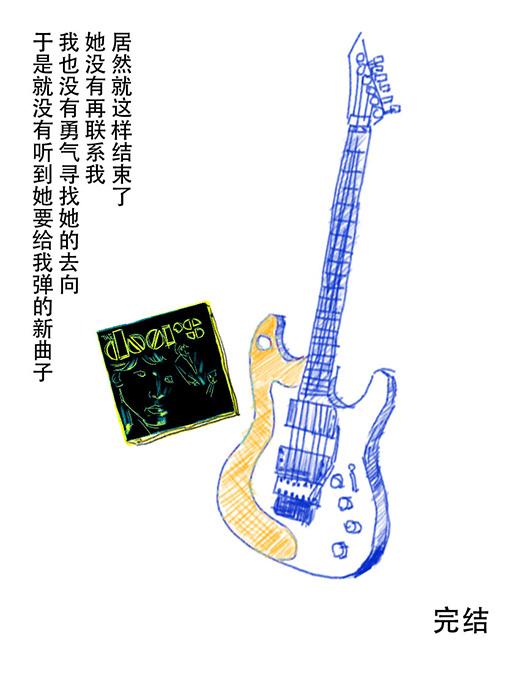 居然就这样结束了
她没有再联系我
我也没有勇气寻找她的去向
于是就没有听到她要给我弹的新曲子
THE
doors
完结